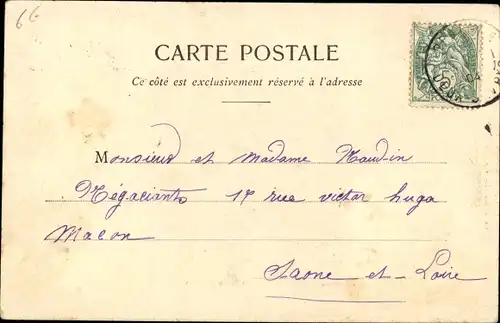 66
CARTE POSTALE
Ce côté est exclusivement réservé à l'adresse
Monsieur et Madame Naudin
Négociants 17 rue victor hugo
Macon
Saone et Loire